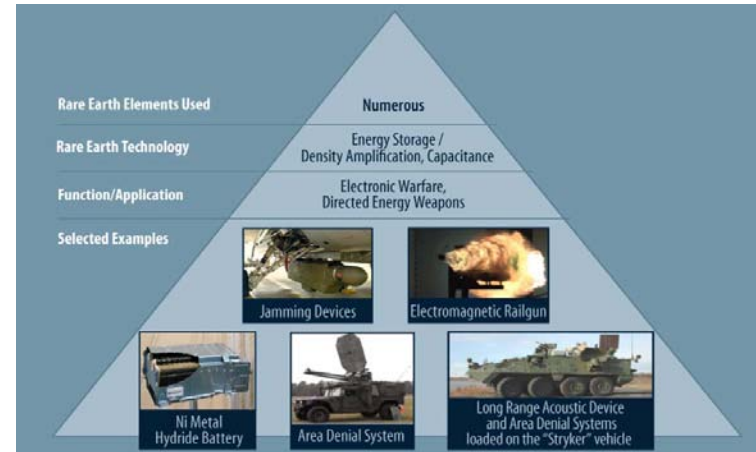 Rare Earth Elements Used
Numerous
Rare Earth Technology
Energy Storage /
Density Amplification, Capacitance
Function/Application
Electronic Warfare,
Directed Energy Weapons
Selected Examples
Jamming Devices
Electromagnetic Railgun
Ni Metal
Hydride Battery
Area Denial System
Long Range Acoustic Device
and Area Denial Systems
loaded on the "Stryker" vehicle